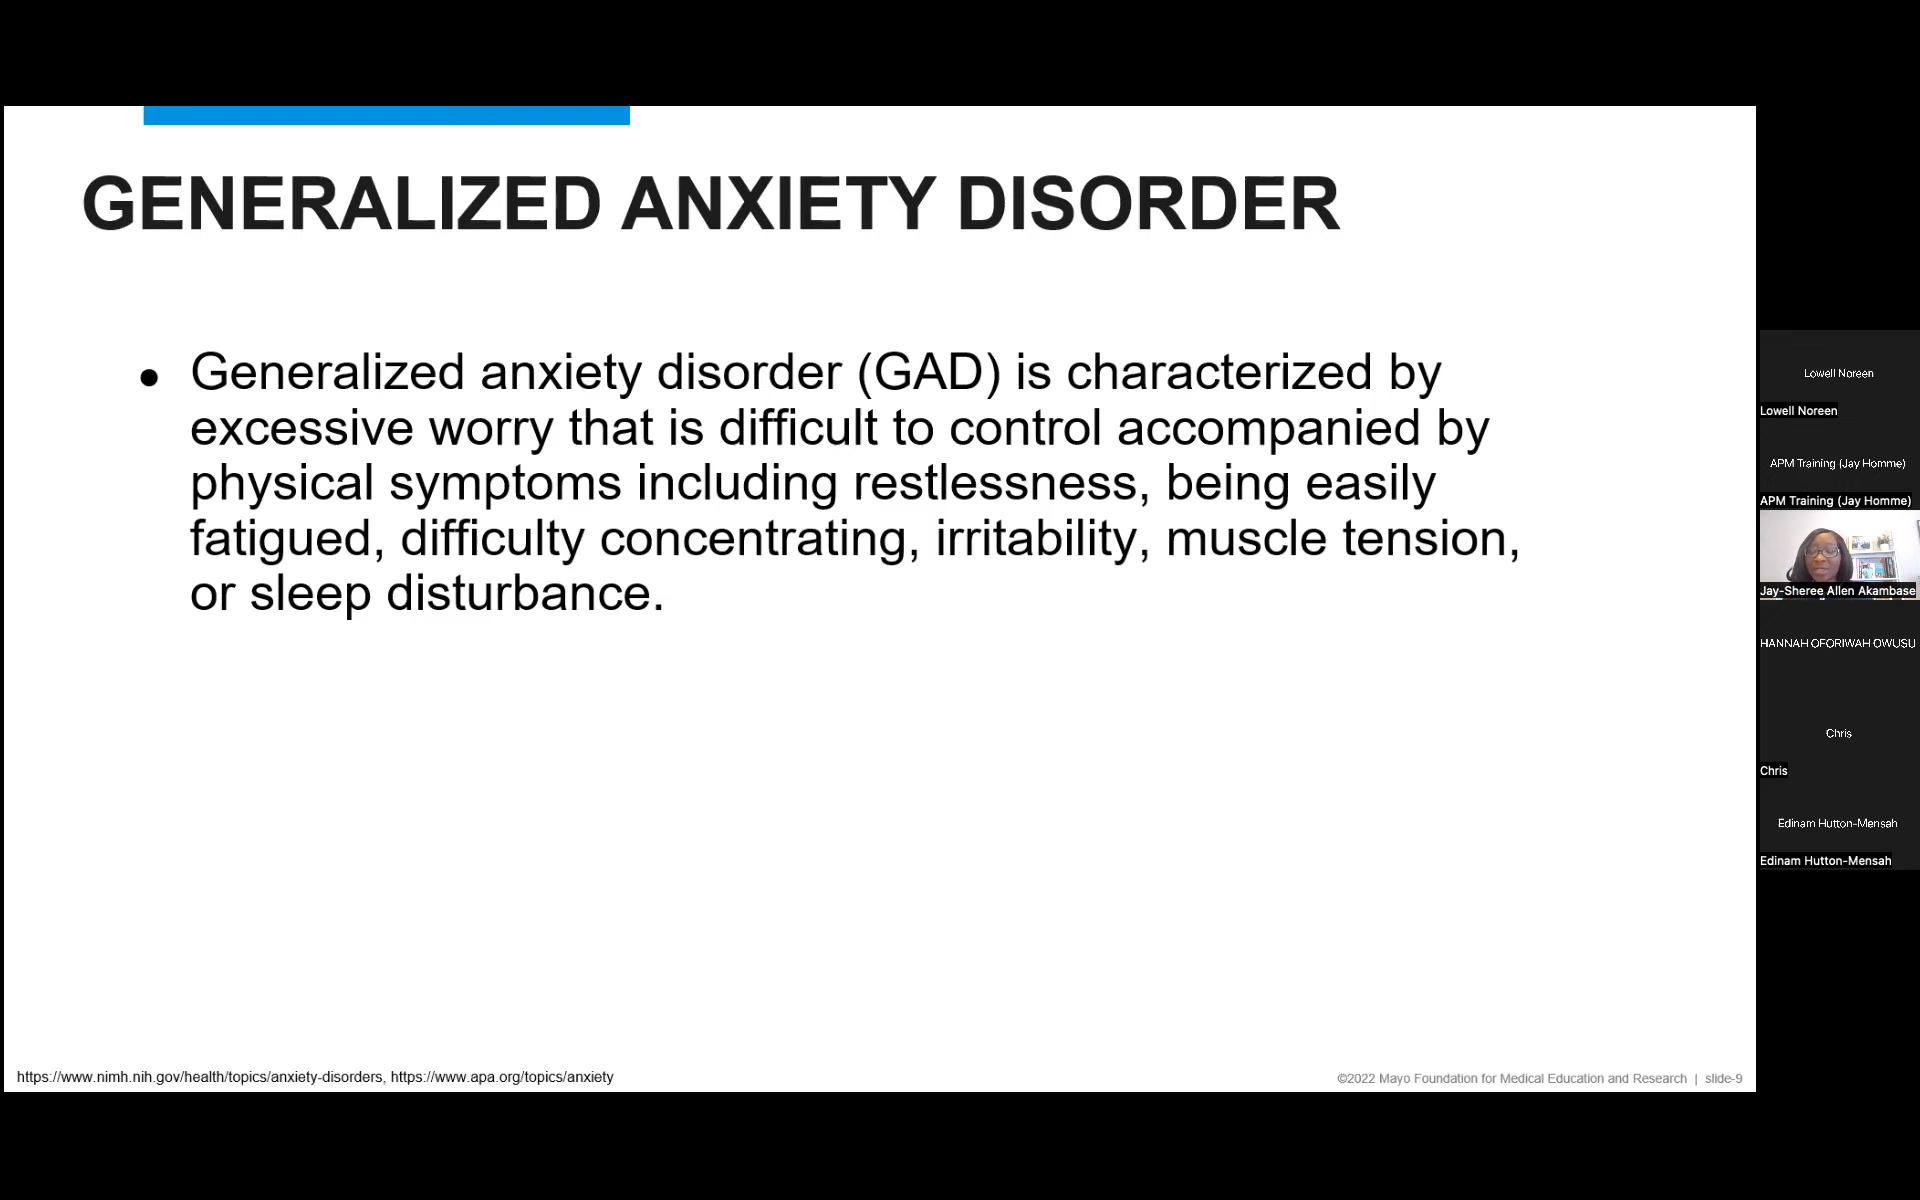 GENERALIZED ANXIETY DISORDER
● Generalized anxiety disorder (GAD) is characterized by
excessive worry that is difficult to control accompanied by
physical symptoms including restlessness, being easily
fatigued, difficulty concentrating, irritability, muscle tension,
or sleep disturbance.
https://www.nimh.nih.gov/health/topics/anxiety-disorders, https://www.apa.org/topics/anxiety
©2022 Mayo Foundation for Medical Education and Research | slide-9
Lowell Noreen
Lowell Noreen
APM Training (Jay Homme)
APM Training (Jay Homme)
Jay-Sheree Allen Akambase
HANNAH OFORIWAH OWUSU
Chris
Chris
Edinam Hutton-Mensah
Edinam Hutton-Mensah